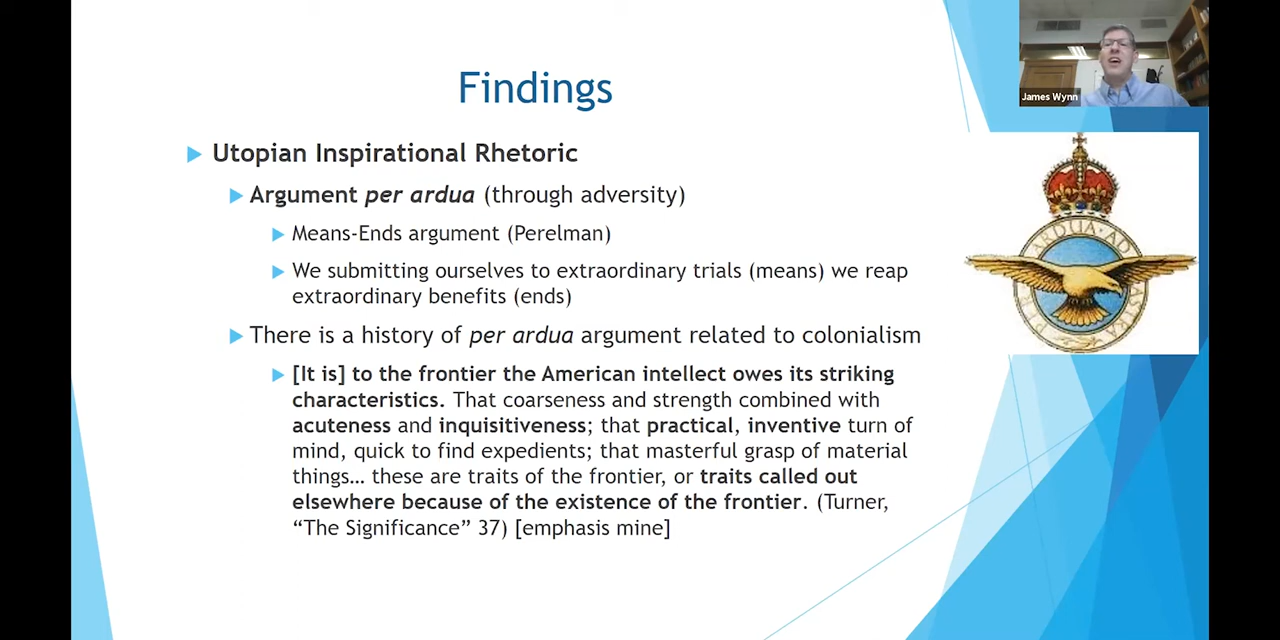 Findings
James Wynn
Utopian Inspirational Rhetoric
Argument per ardua (through adversity)
Means-Ends argument (Perelman)
We submitting ourselves to extraordinary trials (means) we reap
extraordinary benefits (ends)
There is a history of per ardua argument related to colonialism
[It is] to the frontier the American intellect owes its striking
characteristics. That coarseness and strength combined with
acuteness and inquisitiveness; that practical, inventive turn of
mind, quick to find expedients; that masterful grasp of material
things… these are traits of the frontier, or traits called out
elsewhere because of the existence of the frontier. (Turner,
“The Significance” 37) [emphasis mine]
PER ARDUA · AD ASTRA